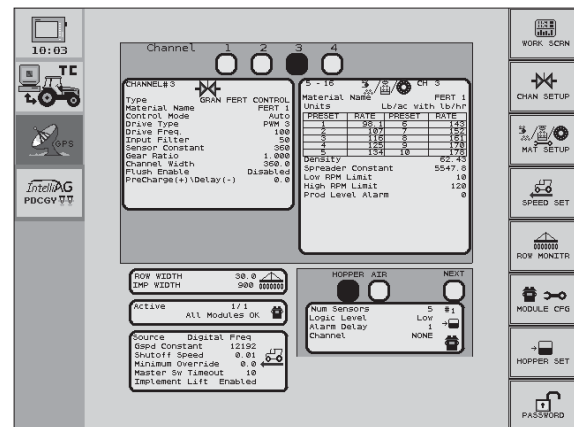 10:03
TC
GPS
IntelliAG
PDCGY
Channel 1 2 3 4
CHANNEL# 3
Type GRAN FERT CONTROL
Material Name FERT 1
Control Mode Auto
Drive Type PWM 3
Drive Freq. 100
Input Filter 50
Sensor Constant 360
Gear Ratio 1.000
Channel Width 360.0
Flush Enable Disabled
PreCharge(+)\Delay(-) 0.0
5 - 16 CH 3
Material Name FERT 1
Units Lb/ac with lb/hr
PRESET RATE PRESET RATE
1 98.1 6 143
2 107 7 152
3 116 8 161
4 125 9 170
5 134 10 178
Density 62.43
Spreader Constant 5547.8
Low RPM Limit 10
High RPM Limit 120
Prod Level Alarm 0
ROW WIDTH 30.0
IMP WIDTH 900
Active 1/1
All Modules OK
Source Digital Freq
Gspd Constant 12192
Shutoff Speed 0.01
Minimum Override 0.0
Master Sw Timeout 10
Implement Lift Enabled
HOPPER AIR NEXT
Num Sensors 5 #1
Logic Level Low
Alarm Delay 1
Channel NONE
WORK SCRN
CHAN SETUP
MAT SETUP
SPEED SET
ROW MONITR
MODULE CFG
HOPPER SET
PASSWORD